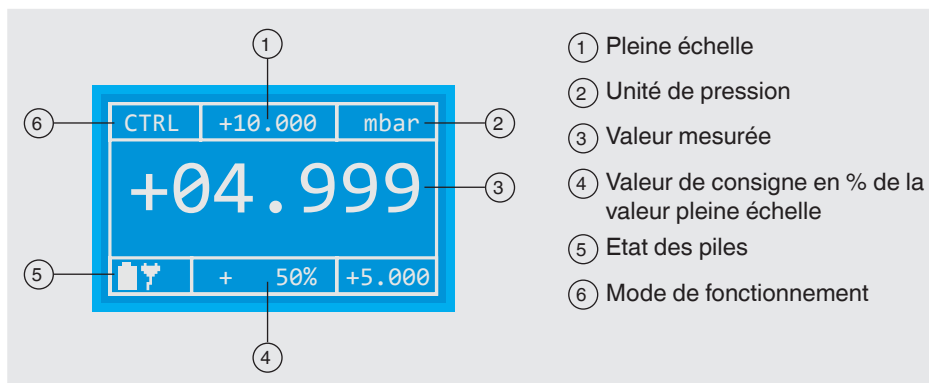 1
6
CTRL
+10.000
mbar
2
+04.999
3
5
+ 50%
+5.000
4
1 Pleine échelle
2 Unité de pression
3 Valeur mesurée
4 Valeur de consigne en % de la
valeur pleine échelle
5 Etat des piles
6 Mode de fonctionnement